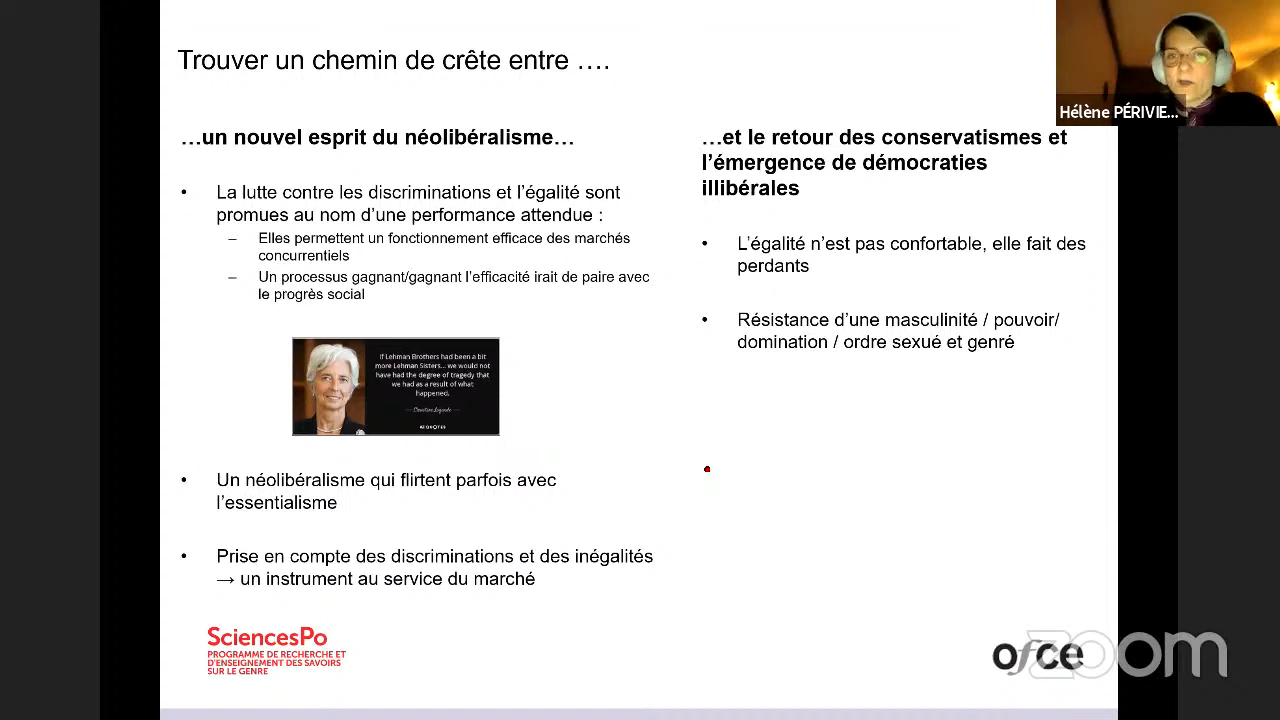 Trouver un chemin de crête entre ….
Hélène PÉRIVIE...
…un nouvel esprit du néolibéralisme…
• La lutte contre les discriminations et l’égalité sont
promues au nom d’une performance attendue :
– Elles permettent un fonctionnement efficace des marchés
concurrentiels
– Un processus gagnant/gagnant l’efficacité irait de paire avec
le progrès social
If Lehman Brothers had been a bit
more Lehman Sisters... we would not
have had the degree of tragedy that
we had as a result of what
happened.
— Christine Lagarde —
AZ QUOTES
• Un néolibéralisme qui flirtent parfois avec
l’essentialisme
• Prise en compte des discriminations et des inégalités
→ un instrument au service du marché
…et le retour des conservatismes et
l’émergence de démocraties
illibérales
• L’égalité n’est pas confortable, elle fait des
perdants
• Résistance d’une masculinité / pouvoir/
domination / ordre sexué et genré
SciencesPo
PROGRAMME DE RECHERCHE ET
D'ENSEIGNEMENT DES SAVOIRS
SUR LE GENRE
ofce
zoom